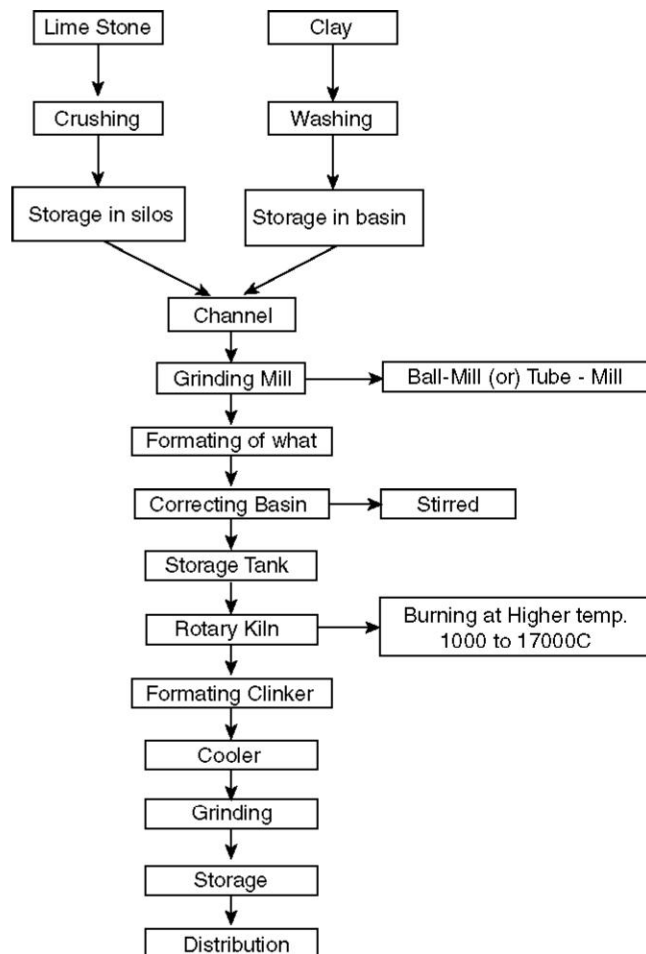 Lime Stone
Clay
Crushing
Washing
Storage in silos
Storage in basin
Channel
Grinding Mill
Ball-Mill (or) Tube - Mill
Formating of what
Correcting Basin
Stirred
Storage Tank
Rotary Kiln
Burning at Higher temp.
1000 to 17000C
Formating Clinker
Cooler
Grinding
Storage
Distribution